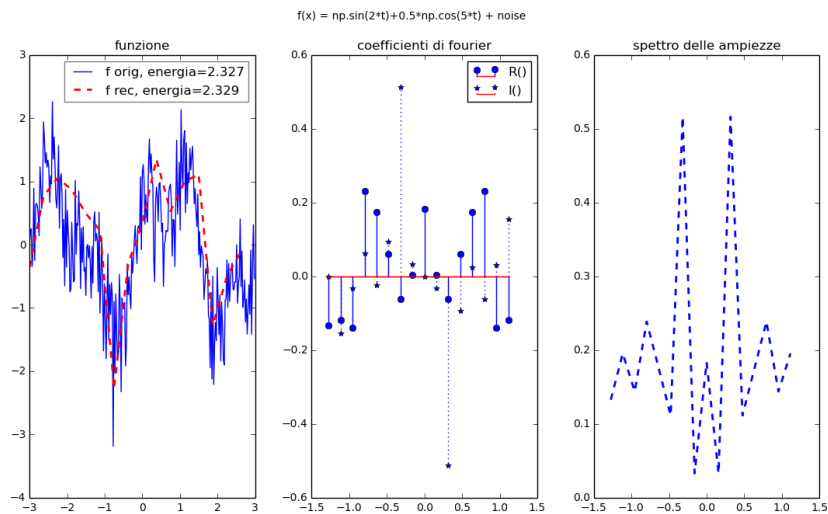 f(x) = np.sin(2*t)+0.5*np.cos(5*t) + noise
funzione
f orig, energia=2.327
f rec, energia=2.329
3
2
1
0
−1
−2
−3
−4
−3 −2 −1 0 1 2 3
coefficienti di fourier
R()
I()
0.6
0.4
0.2
0.0
−0.2
−0.4
−0.6
−1.5 −1.0 −0.5 0.0 0.5 1.0 1.5
spettro delle ampiezze
0.6
0.5
0.4
0.3
0.2
0.1
0.0
−1.5 −1.0 −0.5 0.0 0.5 1.0 1.5